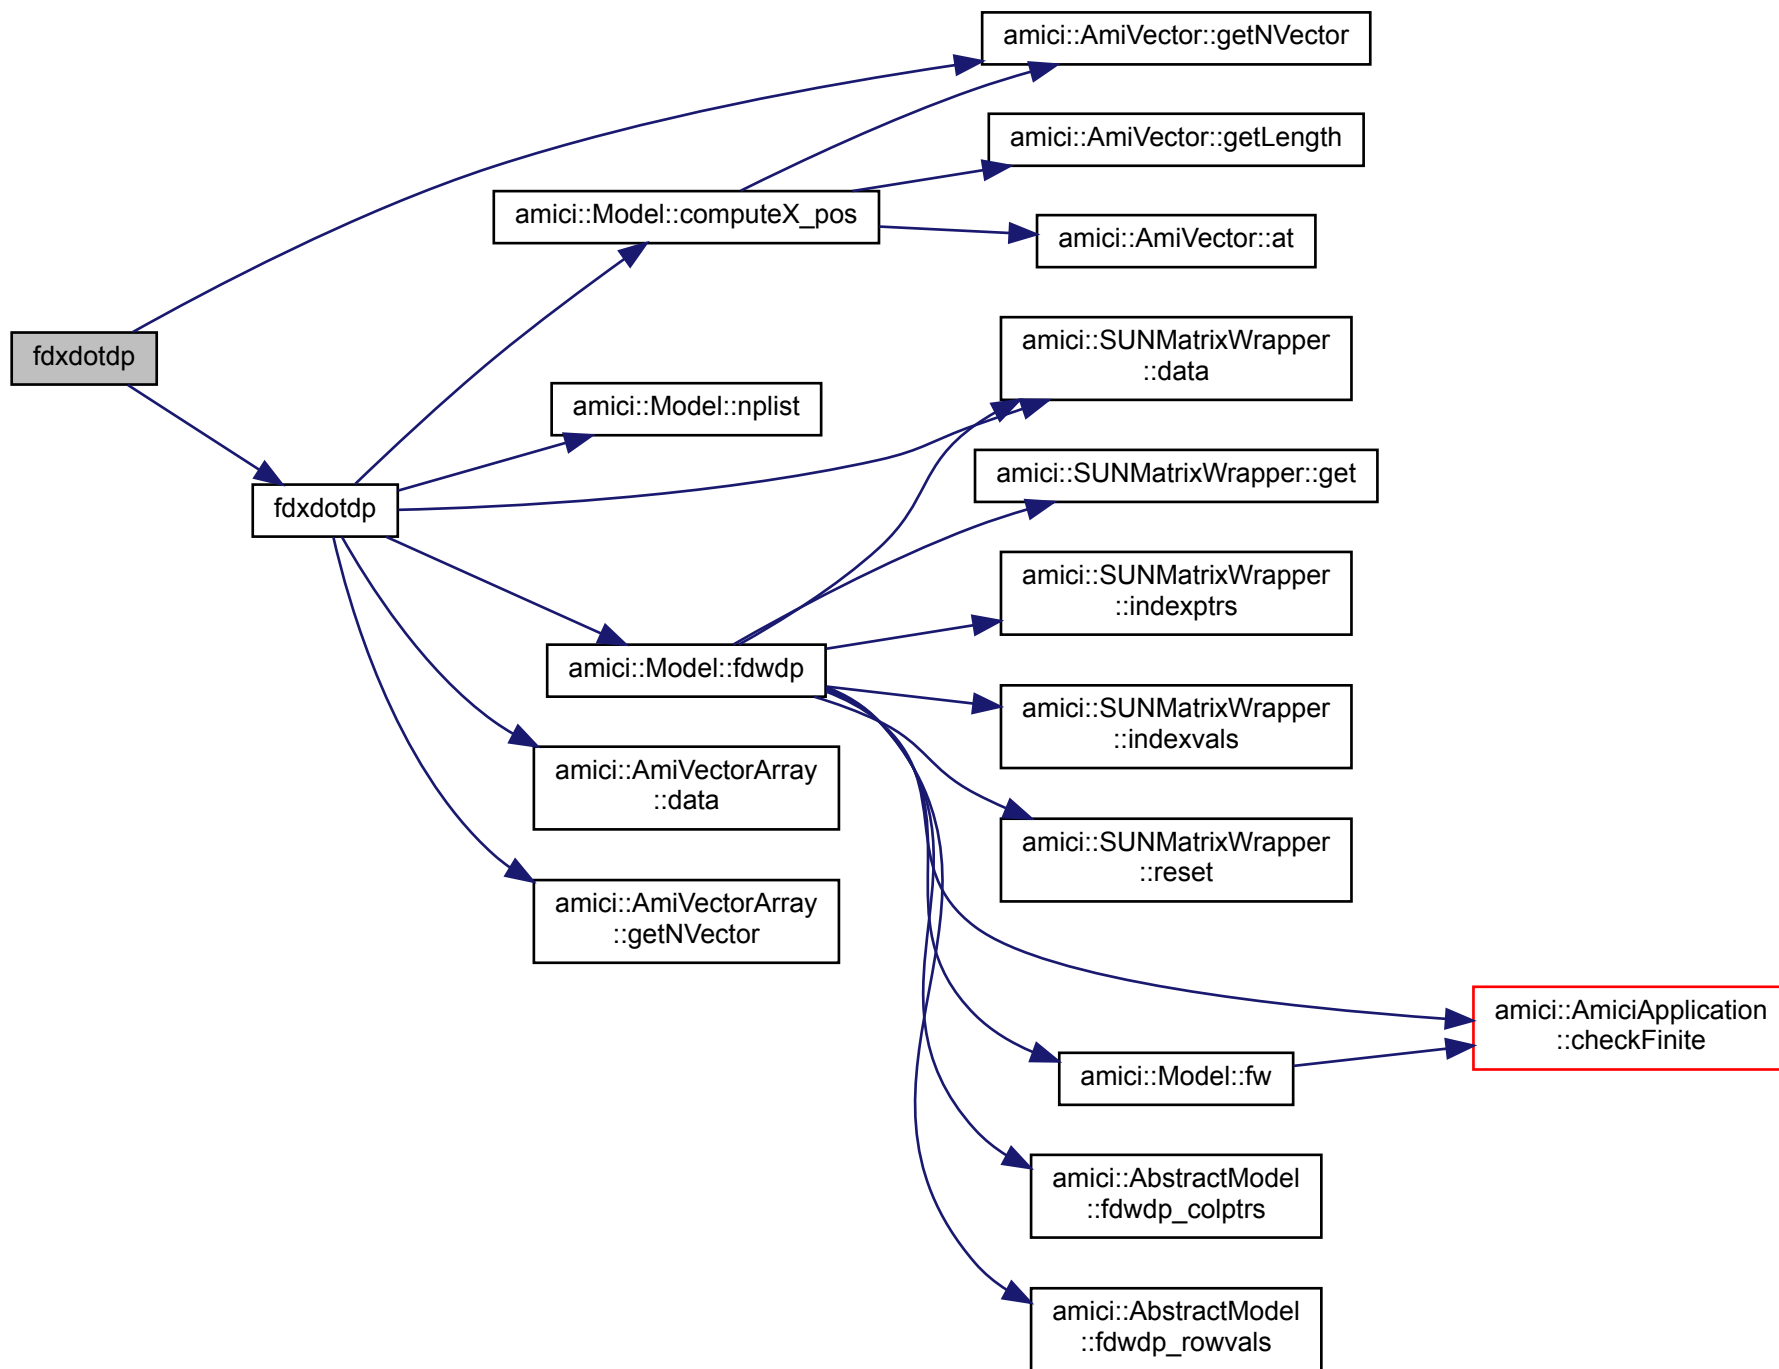 amici::AmiVector::getNVector
amici::AmiVector::getLength
amici::Model::computeX_pos
amici::AmiVector::at
fdxdotdp
amici::SUNMatrixWrapper
::data
amici::Model::nplist
amici::SUNMatrixWrapper::get
fdxdotdp
amici::SUNMatrixWrapper
::indexptrs
amici::Model::fdwdp
amici::SUNMatrixWrapper
::indexvals
amici::AmiVectorArray
::data
amici::SUNMatrixWrapper
::reset
amici::AmiVectorArray
::getNVector
amici::AmiciApplication
::checkFinite
amici::Model::fw
amici::AbstractModel
::fdwdp_colptrs
amici::AbstractModel
::fdwdp_rowvals